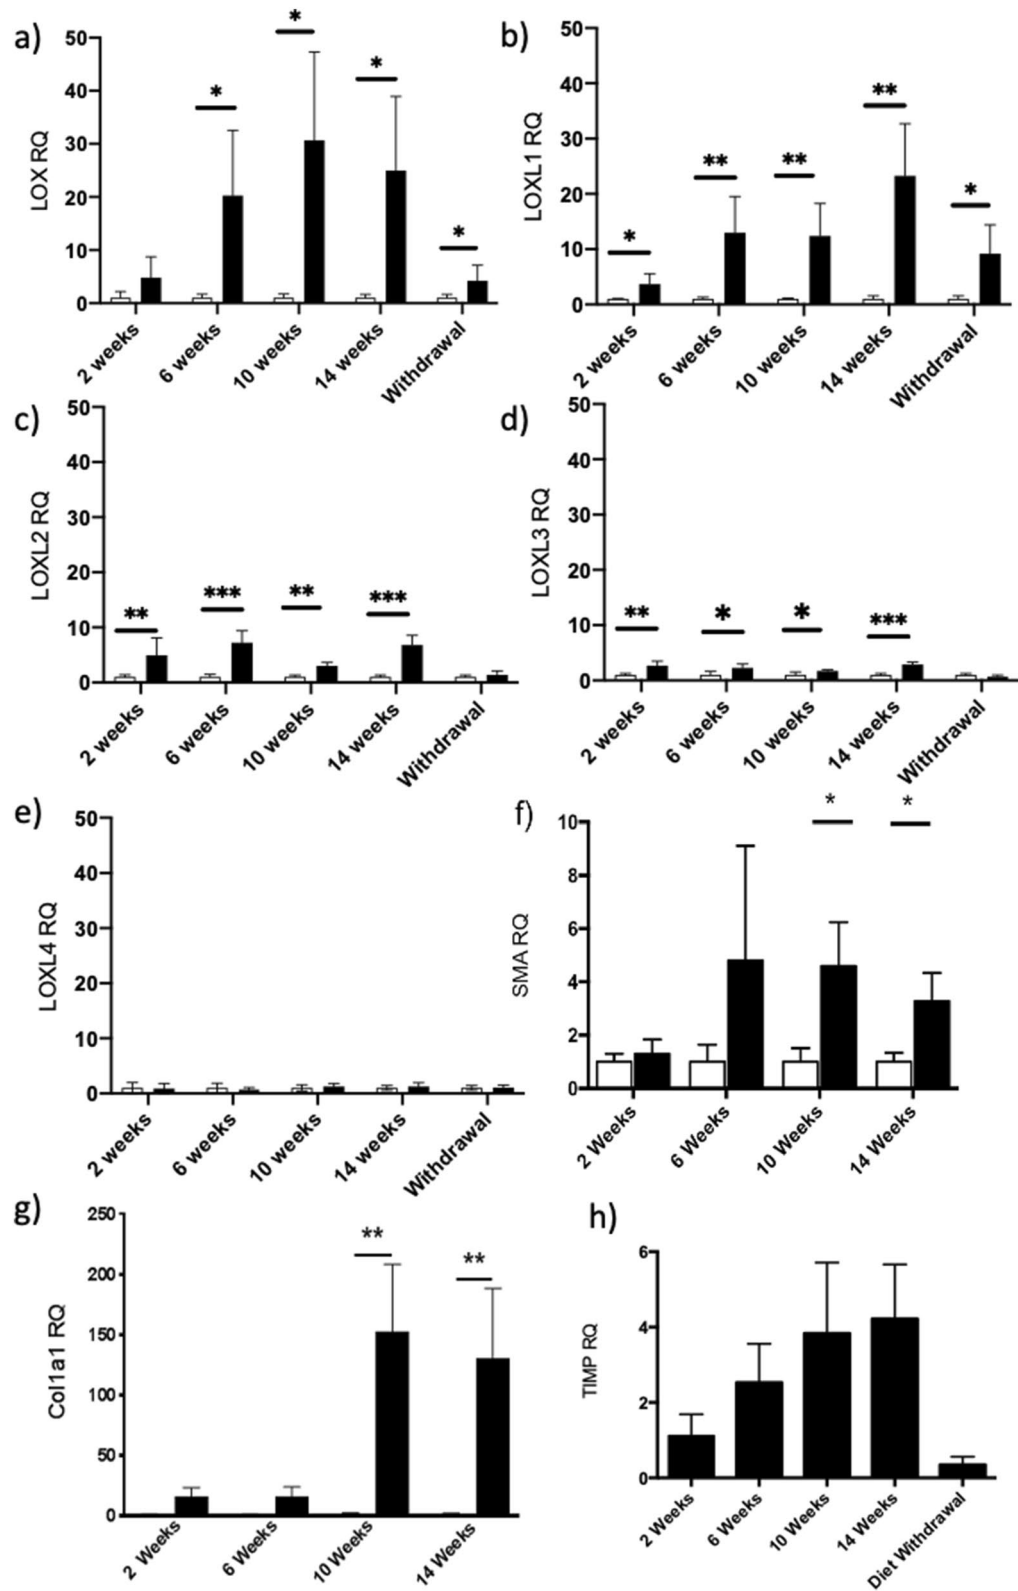 a)
LOX RQ
50
40
30
20
10
0
*
*
*
*
2 weeks
6 weeks
10 weeks
14 weeks
Withdrawal
b)
LOXL1 RQ
50
40
30
20
10
0
*
**
**
**
*
2 weeks
6 weeks
10 weeks
14 weeks
Withdrawal
c)
LOXL2 RQ
50
40
30
20
10
0
**
***
**
***
2 weeks
6 weeks
10 weeks
14 weeks
Withdrawal
d)
LOXL3 RQ
50
40
30
20
10
0
**
*
*
***
2 weeks
6 weeks
10 weeks
14 weeks
Withdrawal
e)
LOXL4 RQ
50
40
30
20
10
0
2 weeks
6 weeks
10 weeks
14 weeks
Withdrawal
f)
SMA RQ
10
8
6
4
2
0
*
*
2 Weeks
6 Weeks
10 Weeks
14 Weeks
g)
Col1a1 RQ
250
200
150
100
50
0
**
**
2 Weeks
6 Weeks
10 Weeks
14 Weeks
h)
TIMP RQ
6
4
2
0
2 Weeks
6 Weeks
10 Weeks
14 Weeks
Diet Withdrawal